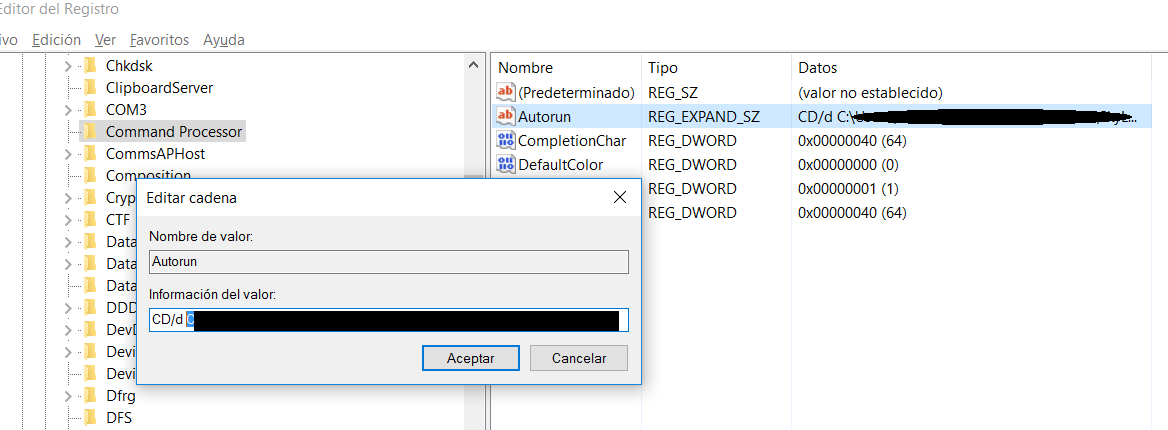 Editor del Registro
ivo Edición Ver Favoritos Ayuda
Chkdsk
ClipboardServer
COM3
Command Processor
CommsAPHost
Composition
Cryp
CTF
Data
Data
Data
DDD
DevD
Devi
Devi
Dfrg
DFS
Nombre Tipo Datos
(Predeterminado) REG_SZ (valor no establecido)
Autorun REG_EXPAND_SZ CD/d C:\
CompletionChar REG_DWORD 0x00000040 (64)
DefaultColor REG_DWORD 0x00000000 (0)
REG_DWORD 0x00000001 (1)
REG_DWORD 0x00000040 (64)
Editar cadena
Nombre de valor:
Autorun
Información del valor:
CD/d C
Aceptar Cancelar